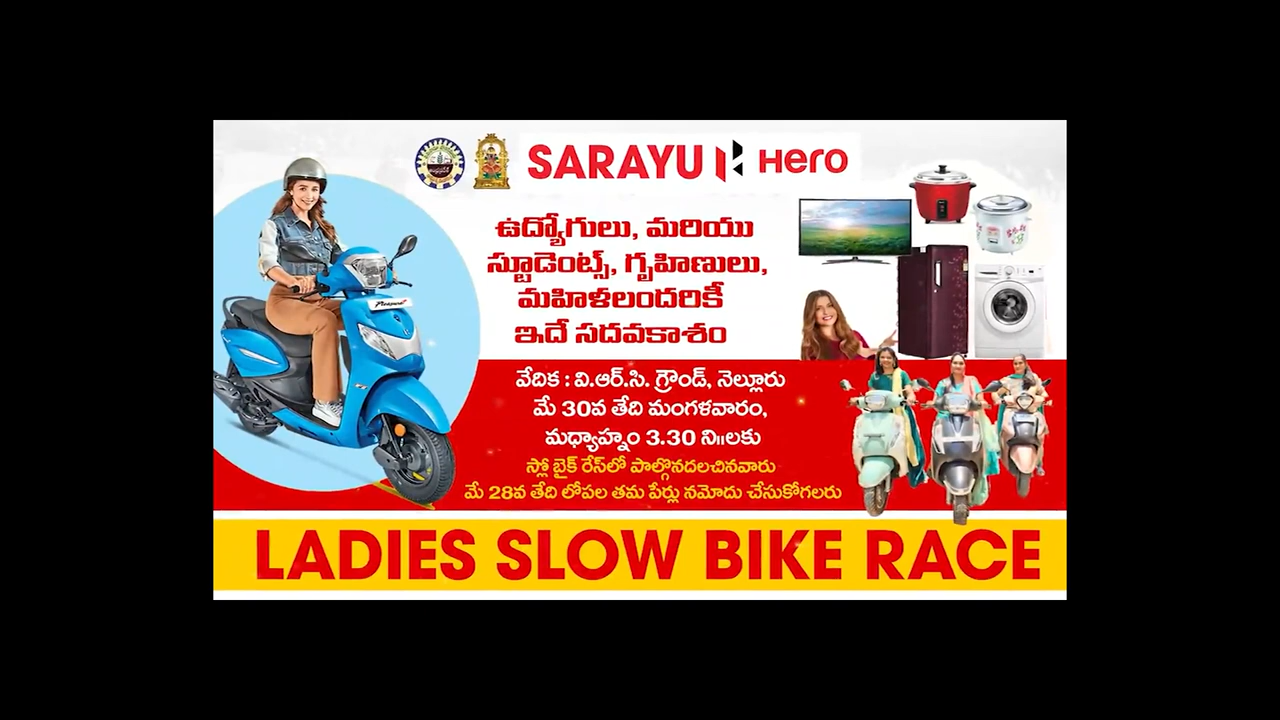 SARAYU Hero
ఉద్యోగులు, మరియు
స్టూడెంట్స్, గృహిణులు,
మహిళలందరికీ
ఇదే సదవకాశం
వేదిక : వి.ఆర్.సి. గ్రౌండ్, నెల్లూరు
మే 30వ తేది మంగళవారం,
మధ్యాహ్నం 3.30 ని॥లకు
స్లో బైక్ రేస్‌లో పాల్గొనదలచినవారు
మే 28వ తేది లోపల తమ పేర్లు నమోదు చేసుకోగలరు
LADIES SLOW BIKE RACE
Pleasure+